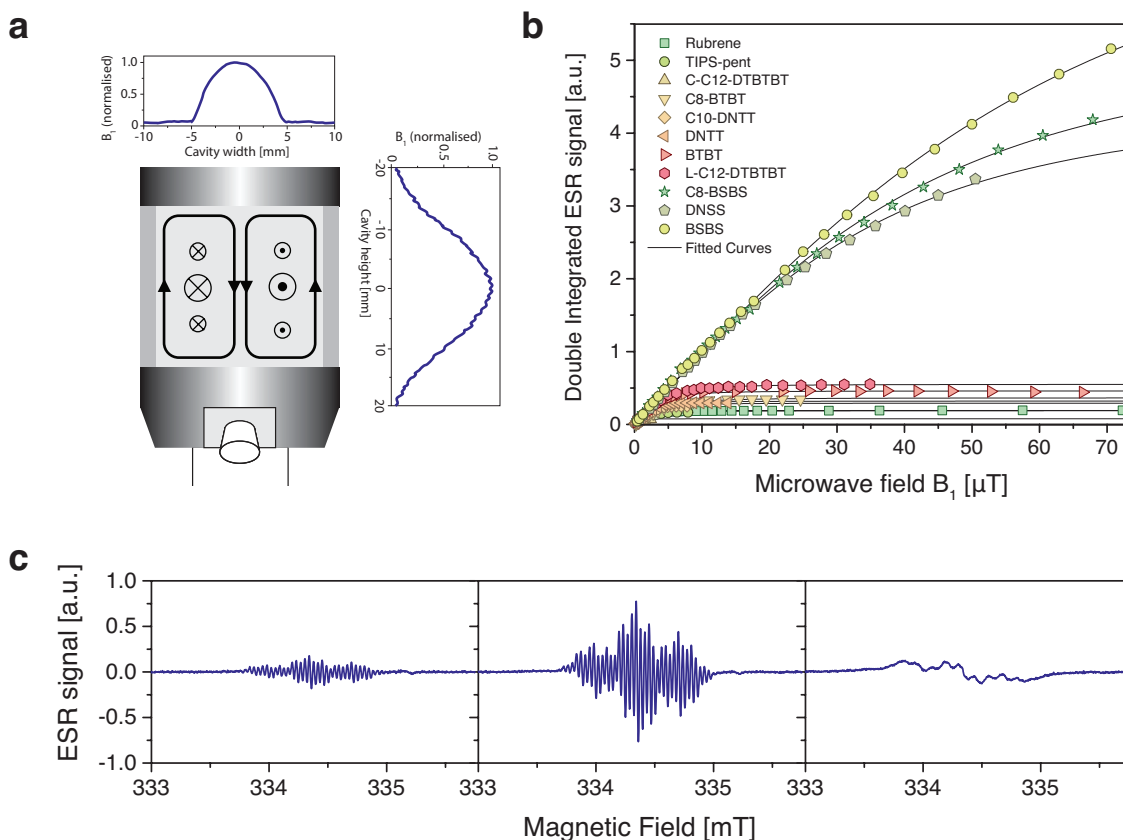 a
B1 (normalised)
1.0
0.5
0
-10
-5
0
5
10
Cavity width [mm]
B1 (normalised)
0
0.5
1.0
-20
-10
0
10
20
Cavity height [mm]
b
Double Integrated ESR signal [a.u.]
5
4
3
2
1
0
Rubrene
TIPS-pent
C-C12-DTBTBT
C8-BTBT
C10-DNTT
DNTT
BTBT
L-C12-DTBTBT
C8-BSBS
DNSS
BSBS
Fitted Curves
0 10 20 30 40 50 60 70
Microwave field B1 [µT]
c
ESR signal [a.u.]
1.0
0.5
0.0
-0.5
-1.0
333 334 335 333 334 335 333 334 335
Magnetic Field [mT]